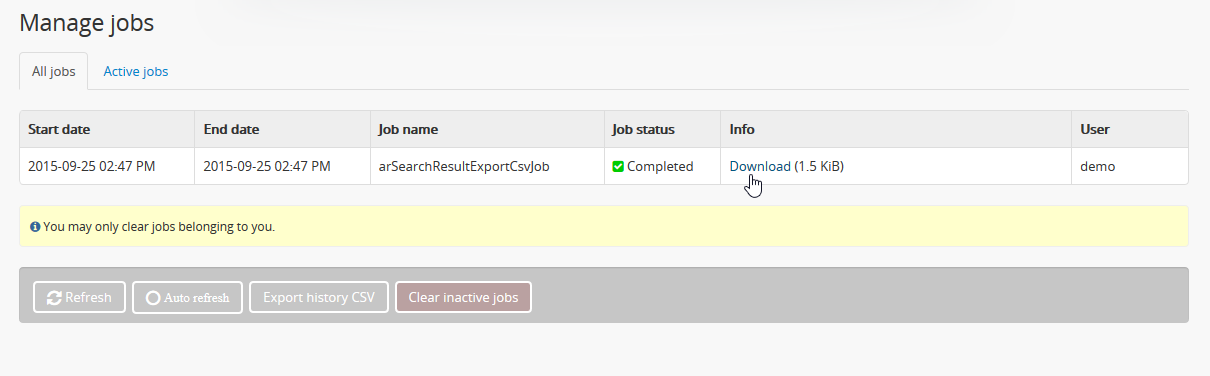 Manage jobs
All jobs Active jobs
Start date End date Job name Job status Info User
2015-09-25 02:47 PM 2015-09-25 02:47 PM arSearchResultExportCsvJob Completed Download (1.5 KiB) demo
You may only clear jobs belonging to you.
Refresh Auto refresh Export history CSV Clear inactive jobs